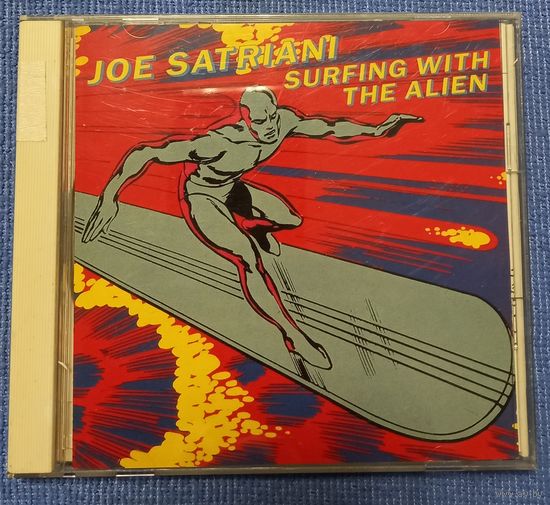 JOE SATRIANI
SURFING WITH
THE ALIEN